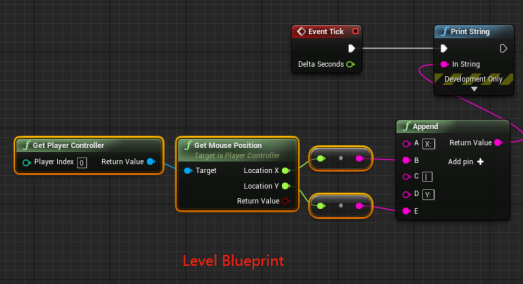 Event Tick
Delta Seconds
Print String
In String
Development Only
Append
A X:
Return Value
B
Add pin
C |
D Y:
E
Get Player Controller
Player Index 0
Return Value
Get Mouse Position
Target is Player Controller
Target
Location X
Location Y
Return Value
Level Blueprint